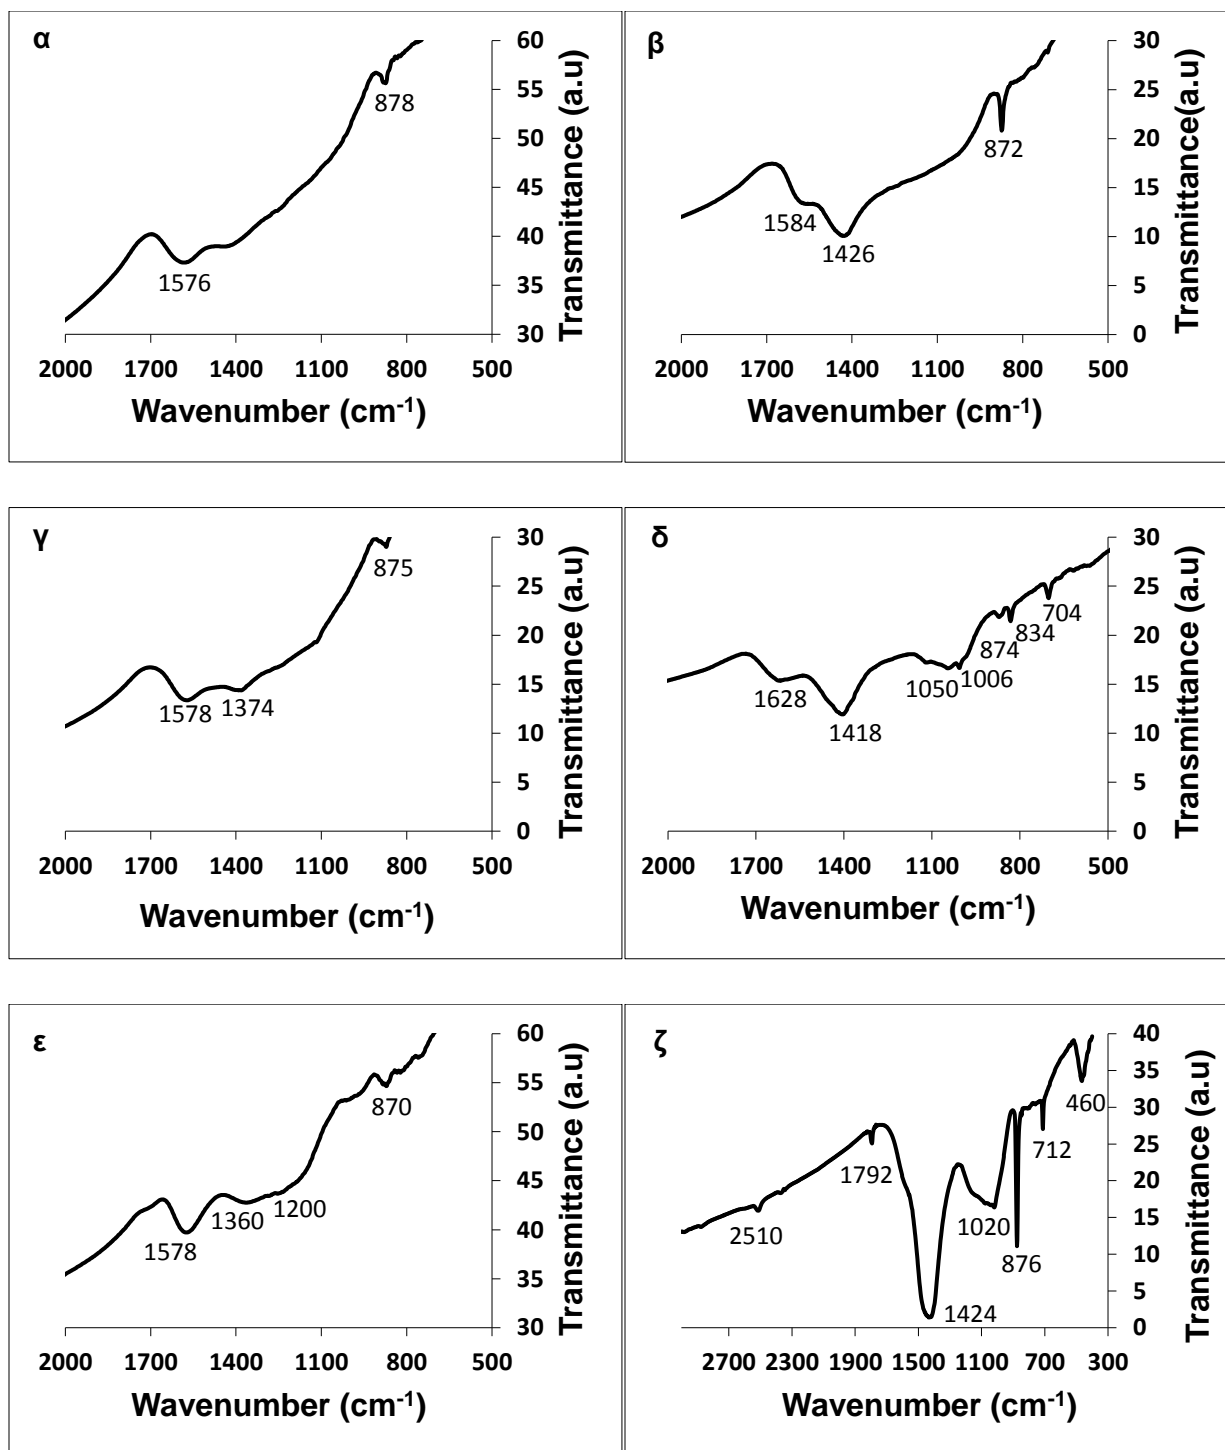 α
878
1576
60
55
50
45
40
35
30
Transmittance (a.u)
2000 1700 1400 1100 800 500
Wavenumber (cm-1)
β
872
1584
1426
30
25
20
15
10
5
0
Transmittance(a.u)
2000 1700 1400 1100 800 500
Wavenumber (cm-1)
γ
875
1578
1374
30
25
20
15
10
5
0
Transmittance (a.u)
2000 1700 1400 1100 800 500
Wavenumber (cm-1)
δ
704
834
874
1006
1050
1628
1418
30
25
20
15
10
5
0
Transmittance (a.u)
2000 1700 1400 1100 800 500
Wavenumber (cm-1)
ε
870
1200
1360
1578
60
55
50
45
40
35
30
Transmittance (a.u)
2000 1700 1400 1100 800 500
Wavenumber (cm-1)
ζ
460
712
1792
1020
2510
876
1424
40
35
30
25
20
15
10
5
0
Transmittance (a.u)
2700 2300 1900 1500 1100 700 300
Wavenumber (cm-1)